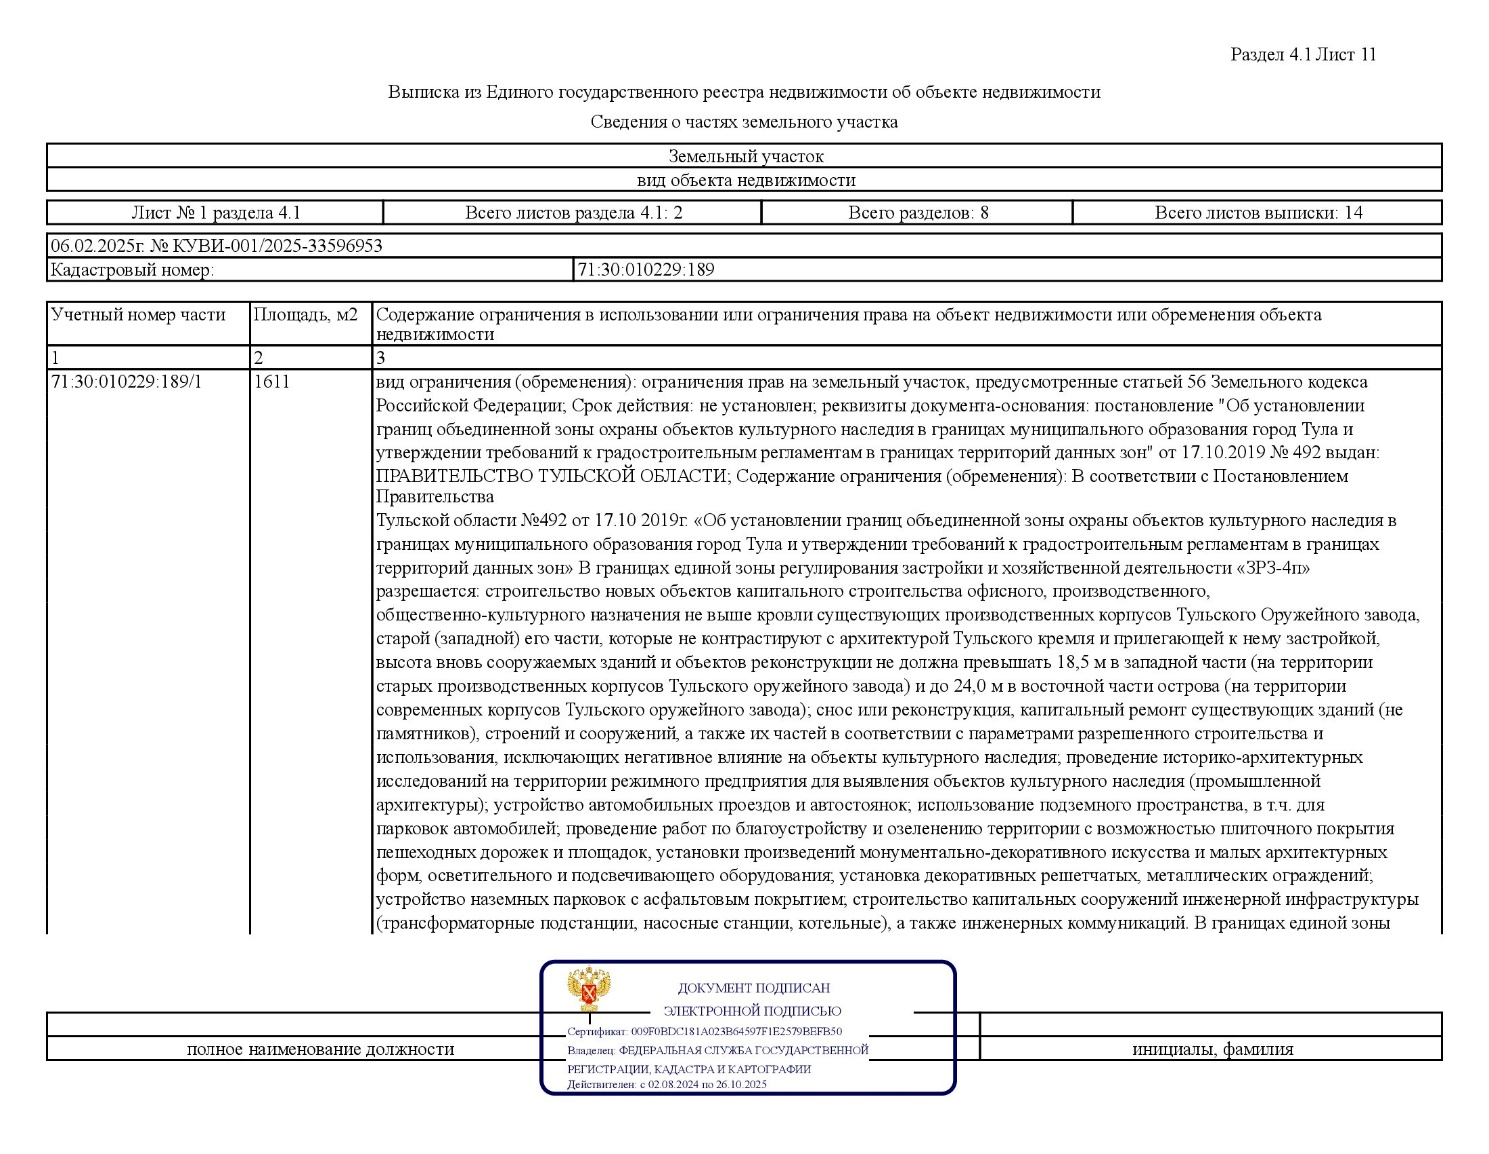 Раздел 4.1 Лист 11
Выписка из Единого государственного реестра недвижимости об объекте недвижимости
Сведения о частях земельного участка
Земельный участок
вид объекта недвижимости
Лист № 1 раздела 4.1 Всего листов раздела 4.1: 2 Всего разделов: 8 Всего листов выписки: 14
06.02.2025г. № КУВИ-001/2025-33596953
Кадастровый номер: 71:30:010229:189
Учетный номер части Площадь, м2 Содержание ограничения в использовании или ограничения права на объект недвижимости или обременения объекта
недвижимости
1 2 3
71:30:010229:189/1 1611 вид ограничения (обременения): ограничения прав на земельный участок, предусмотренные статьей 56 Земельного кодекса
Российской Федерации; Срок действия: не установлен; реквизиты документа-основания: постановление "Об установлении
границ объединенной зоны охраны объектов культурного наследия в границах муниципального образования город Тула и
утверждении требований к градостроительным регламентам в границах территорий данных зон" от 17.10.2019 № 492 выдан:
ПРАВИТЕЛЬСТВО ТУЛЬСКОЙ ОБЛАСТИ; Содержание ограничения (обременения): В соответствии с Постановлением
Правительства
Тульской области №492 от 17.10 2019г. «Об установлении границ объединенной зоны охраны объектов культурного наследия в
границах муниципального образования город Тула и утверждении требований к градостроительным регламентам в границах
территорий данных зон» В границах единой зоны регулирования застройки и хозяйственной деятельности «ЗРЗ-4п»
разрешается: строительство новых объектов капитального строительства офисного, производственного,
общественно-культурного назначения не выше кровли существующих производственных корпусов Тульского Оружейного завода,
старой (западной) его части, которые не контрастируют с архитектурой Тульского кремля и прилегающей к нему застройкой,
высота вновь сооружаемых зданий и объектов реконструкции не должна превышать 18,5 м в западной части (на территории
старых производственных корпусов Тульского оружейного завода) и до 24,0 м в восточной части острова (на территории
современных корпусов Тульского оружейного завода); снос или реконструкция, капитальный ремонт существующих зданий (не
памятников), строений и сооружений, а также их частей в соответствии с параметрами разрешенного строительства и
использования, исключающих негативное влияние на объекты культурного наследия; проведение историко-архитектурных
исследований на территории режимного предприятия для выявления объектов культурного наследия (промышленной
архитектуры); устройство автомобильных проездов и автостоянок; использование подземного пространства, в т.ч. для
парковок автомобилей; проведение работ по благоустройству и озеленению территории с возможностью плиточного покрытия
пешеходных дорожек и площадок, установки произведений монументально-декоративного искусства и малых архитектурных
форм, осветительного и подсвечивающего оборудования; установка декоративных решетчатых, металлических ограждений;
устройство наземных парковок с асфальтовым покрытием; строительство капитальных сооружений инженерной инфраструктуры
(трансформаторные подстанции, насосные станции, котельные), а также инженерных коммуникаций. В границах единой зоны
ДОКУМЕНТ ПОДПИСАН
ЭЛЕКТРОННОЙ ПОДПИСЬЮ
Сертификат: 009F0BDC181A023B64597F1E2579BEFB50
Владелец: ФЕДЕРАЛЬНАЯ СЛУЖБА ГОСУДАРСТВЕННОЙ
РЕГИСТРАЦИИ, КАДАСТРА И КАРТОГРАФИИ
Действителен: с 02.08.2024 по 26.10.2025
полное наименование должности инициалы, фамилия